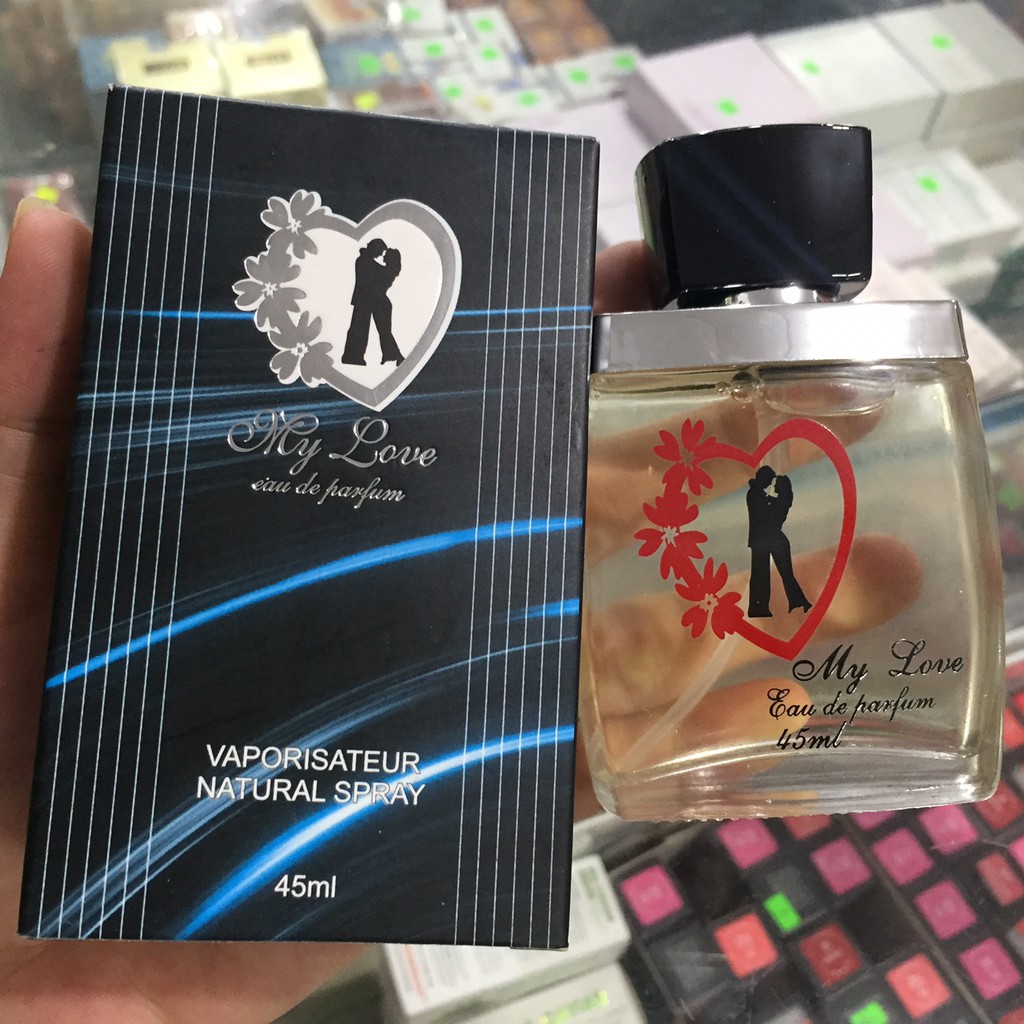 My Love
eau de parfum
VAPORISATEUR
NATURAL SPRAY
45ml
My Love
Eau de parfum
45ml